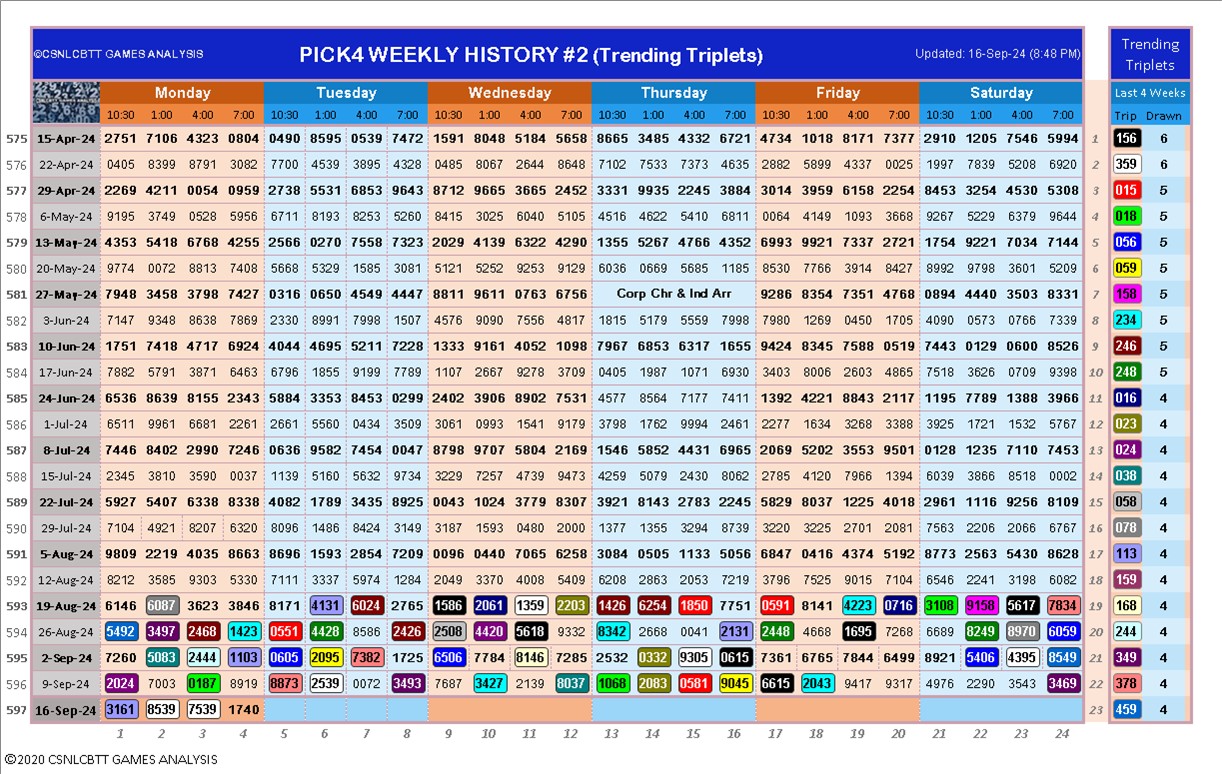 ©CSNLCBTT GAMES ANALYSIS PICK4 WEEKLY HISTORY #2 (Trending Triplets) Updated: 16-Sep-24 (8:48 PM) Trending Triplets
Monday Tuesday Wednesday Thursday Friday Saturday Last 4 Weeks
10:30 1:00 4:00 7:00 10:30 1:00 4:00 7:00 10:30 1:00 4:00 7:00 10:30 1:00 4:00 7:00 10:30 1:00 4:00 7:00 10:30 1:00 4:00 7:00 Trip Drawn
575 15-Apr-24 2751 7106 4323 0804 0490 8595 0539 7472 1591 8048 5184 5658 8665 3485 4332 6721 4734 1018 8171 7377 2910 1205 7546 5994 1 156 6
576 22-Apr-24 0405 8399 8791 3082 7700 4539 3895 4320 0485 8067 2644 8648 7102 7533 7373 4635 2882 5899 4337 0025 1997 7839 5208 6920 2 359 6
577 29-Apr-24 2269 4211 0054 0959 2738 5531 6853 9643 8712 9665 3665 2452 3331 9935 2245 3884 3014 3959 6158 2254 8453 3254 4530 5308 3 015 5
578 6-May-24 9195 3749 0528 5956 6711 8193 8253 5260 8415 3025 6040 5105 4516 4622 5410 6811 0064 4149 1093 3668 9267 5229 6379 9644 4 018 5
579 13-May-24 4353 5418 6768 4255 2566 0270 7558 7323 2029 4139 6322 4290 1355 5267 4766 4352 6993 9921 7337 2721 1754 9221 7034 7144 5 056 5
580 20-May-24 9774 0072 8813 7408 5668 5329 1585 3081 5121 5252 9253 9129 6036 0669 5685 1185 8530 7766 3914 8427 8992 9798 3601 5209 6 059 5
581 27-May-24 7948 3458 3798 7427 0316 0650 4549 4447 8811 9611 0763 6756 Corp Chr & Ind Arr 9286 8354 7351 4768 0894 4440 3503 8331 7 158 5
582 3-Jun-24 7147 9348 8638 7869 2330 8991 7998 1507 4576 9090 7556 4817 1815 5179 5559 7998 7980 1269 0450 1705 4090 0573 0766 7339 8 234 5
583 10-Jun-24 1751 7418 4717 6924 4044 4695 5211 7228 1333 9161 4052 1098 7967 6853 6317 1655 9424 8345 7588 0519 7443 0129 0600 8526 9 246 5
584 17-Jun-24 7882 5791 3871 6463 6796 1855 9199 7789 1107 2667 9278 3709 0405 1987 1071 6930 3403 8006 2603 4865 7518 3626 0709 9398 10 248 5
585 24-Jun-24 6536 8639 8155 2343 5884 3353 8453 0299 2402 3906 8902 7531 4577 8564 7177 7411 1392 4221 8843 2117 1195 7789 1388 3966 11 016 4
586 1-Jul-24 6511 9961 6681 2261 2661 5560 0434 3509 3061 0993 1541 9179 3798 1762 9994 2461 2277 1634 3268 3388 3925 1721 1532 5767 12 023 4
587 8-Jul-24 7446 8402 2990 7246 0636 9582 7454 0047 8798 9707 5804 2169 1546 5852 4431 6965 2069 5202 3553 9501 0128 1235 7110 7453 13 024 4
588 15-Jul-24 2345 3810 3590 0037 1139 5160 5632 9734 3229 7257 4739 9473 4259 5079 2430 8062 2785 4120 7966 1394 6039 3866 8518 0002 14 038 4
589 22-Jul-24 5927 5407 6338 8338 4082 1789 3435 8925 0043 1024 3779 8307 3921 8143 2783 2245 5829 8037 1225 4018 2961 1116 9256 8109 15 058 4
590 29-Jul-24 7104 4921 8207 6320 8096 1486 8424 3149 3187 1593 0480 2000 1377 1355 3294 8739 3220 3225 2701 2081 7563 2206 2066 6767 16 078 4
591 5-Aug-24 9809 2219 4035 8663 8696 1593 2854 7209 0096 0440 7065 6258 3084 0505 1133 5056 6847 0416 4374 5192 8773 2563 5430 8628 17 113 4
592 12-Aug-24 8212 3585 9303 5330 7111 3337 5974 1284 2049 3370 4008 5409 6208 2863 2053 7219 3796 7525 9015 7104 6546 2241 3198 6082 18 159 4
593 19-Aug-24 6146 6087 3623 3846 8171 4131 6024 2765 1586 2061 1359 2203 1426 6254 1850 7751 0591 8141 4223 0716 3108 9158 5617 7834 19 168 4
594 26-Aug-24 5492 3497 2468 1423 0551 4428 8586 2426 2508 4420 5618 9332 8342 2668 0041 2131 2448 4668 1695 7268 6689 8249 8970 6059 20 244 4
595 2-Sep-24 7260 5083 2444 1103 0605 2095 7382 1725 6506 7784 8146 7285 2532 0332 9305 0615 7361 6765 7844 6499 8921 5406 4395 8549 21 349 4
596 9-Sep-24 2024 7003 0187 8919 8873 2539 0072 3493 7687 3427 2139 8037 1068 2083 0581 9045 6615 2043 9417 9317 4976 2290 3543 3469 22 378 4
597 16-Sep-24 3161 8539 7539 1740 23 459 4
1 2 3 4 5 6 7 8 9 10 11 12 13 14 15 16 17 18 19 20 21 22 23 24
©2020 CSNLCBTT GAMES ANALYSIS